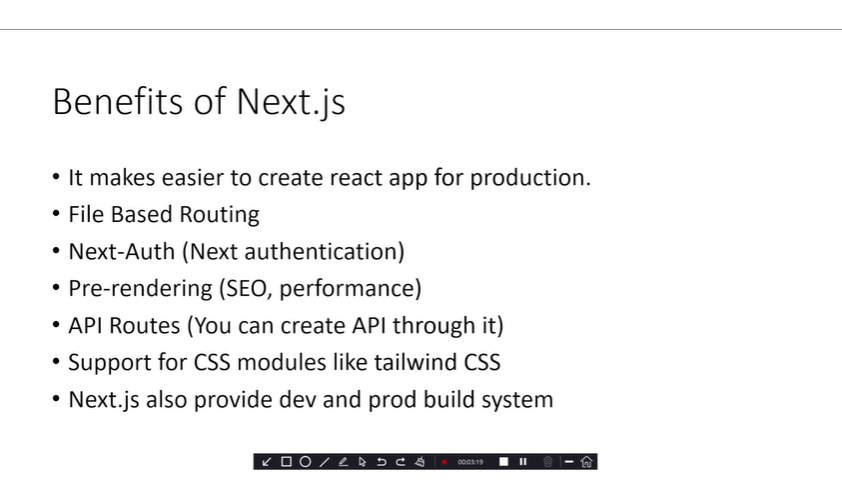 Benefits of Next.js
• It makes easier to create react app for production.
• File Based Routing
• Next-Auth (Next authentication)
• Pre-rendering (SEO, performance)
• API Routes (You can create API through it)
• Support for CSS modules like tailwind CSS
• Next.js also provide dev and prod build system
00:03:19